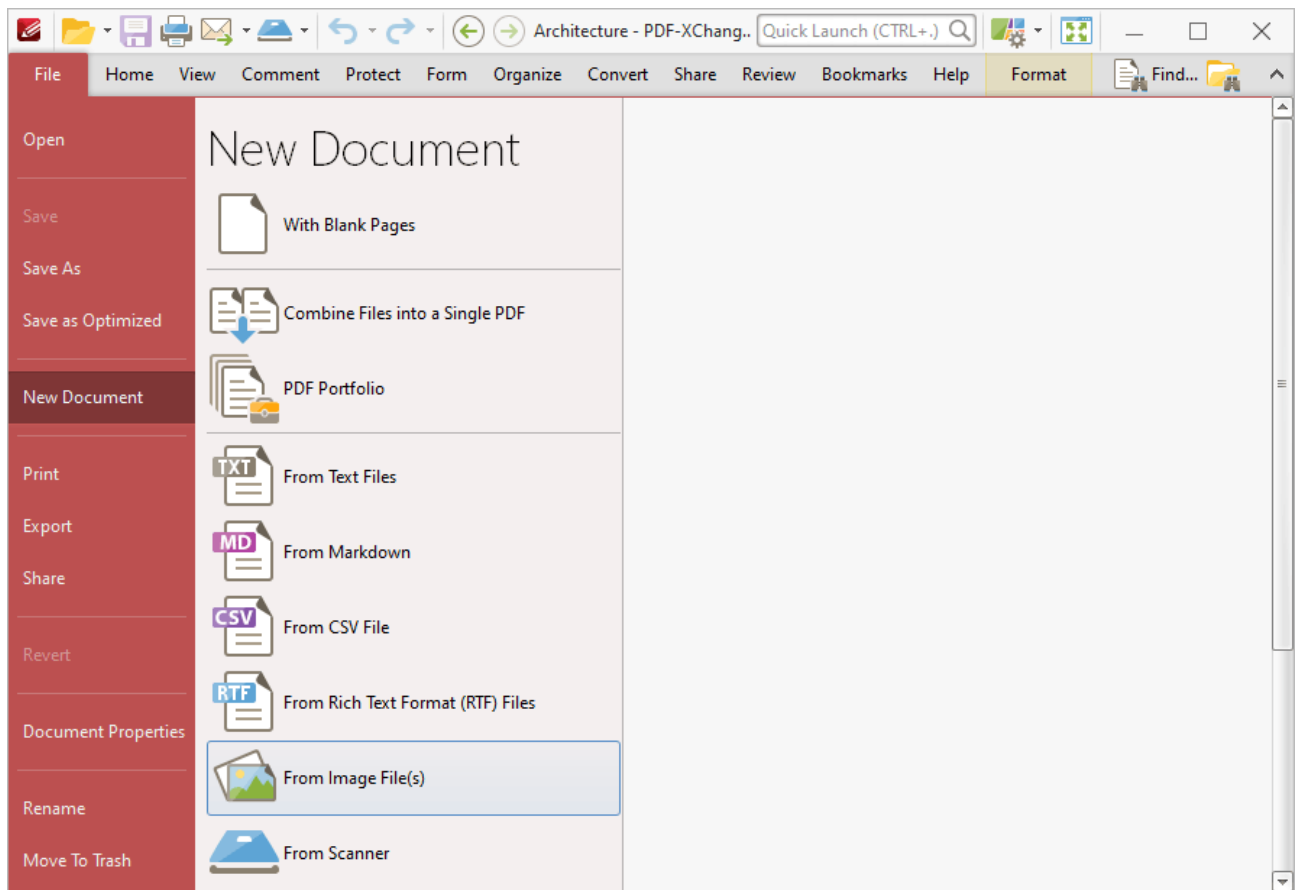 Architecture - PDF-XChang.. Quick Launch (CTRL+.)
File Home View Comment Protect Form Organize Convert Share Review Bookmarks Help Format Find...
Open
Save
Save As
Save as Optimized
New Document
Print
Export
Share
Revert
Document Properties
Rename
Move To Trash
New Document
With Blank Pages
Combine Files into a Single PDF
PDF Portfolio
TXT From Text Files
MD From Markdown
CSV From CSV File
RTF From Rich Text Format (RTF) Files
From Image File(s)
From Scanner